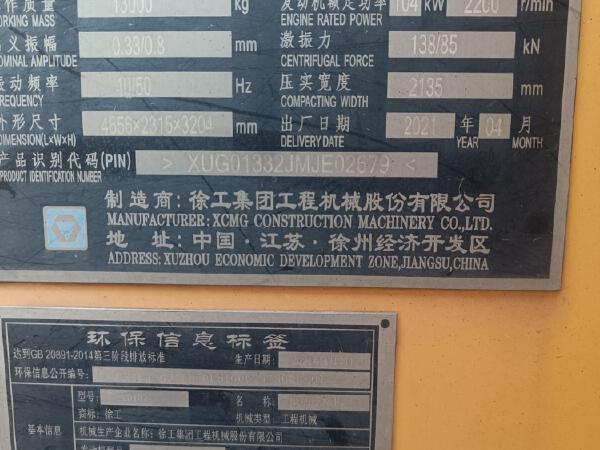 作质量 13000 kg 发动机额定功率 104 kW 2200 r/min
ORKING MASS ENGINE RATED POWER
义振幅 0.33/0.8 mm 激振力 138/85 kN
OMINAL AMPLITUDE CENTRIFUGAL FORCE
振动频率 /50 Hz 压实宽度 2135 mm
FREQUENCY COMPACTING WIDTH
外形尺寸 mm 出厂日期 2021 年 04 月
DIMENSION(L×W×H) DELIVERY DATE YEAR MONTH
产品识别代码(PIN) > XUG01332JMJE02679 <
PRODUCT IDENTIFICATION NUMBER
制造商: 徐工集团工程机械股份有限公司
MANUFACTURER: XCMG CONSTRUCTION MACHINERY CO.,LTD.
地 址: 中国·江苏·徐州经济开发区
ADDRESS: XUZHOU ECONOMIC DEVELOPMENT ZONE,JIANGSU,CHINA
环保信息标签
达到GB 20891-2014第三阶段排放标准 生产日期:
环保信息公开编号:
型号: 名 称:
商标: 徐工 机械类型: 工程机械
基本信息 机械生产企业名称: 徐工集团工程机械股份有限公司